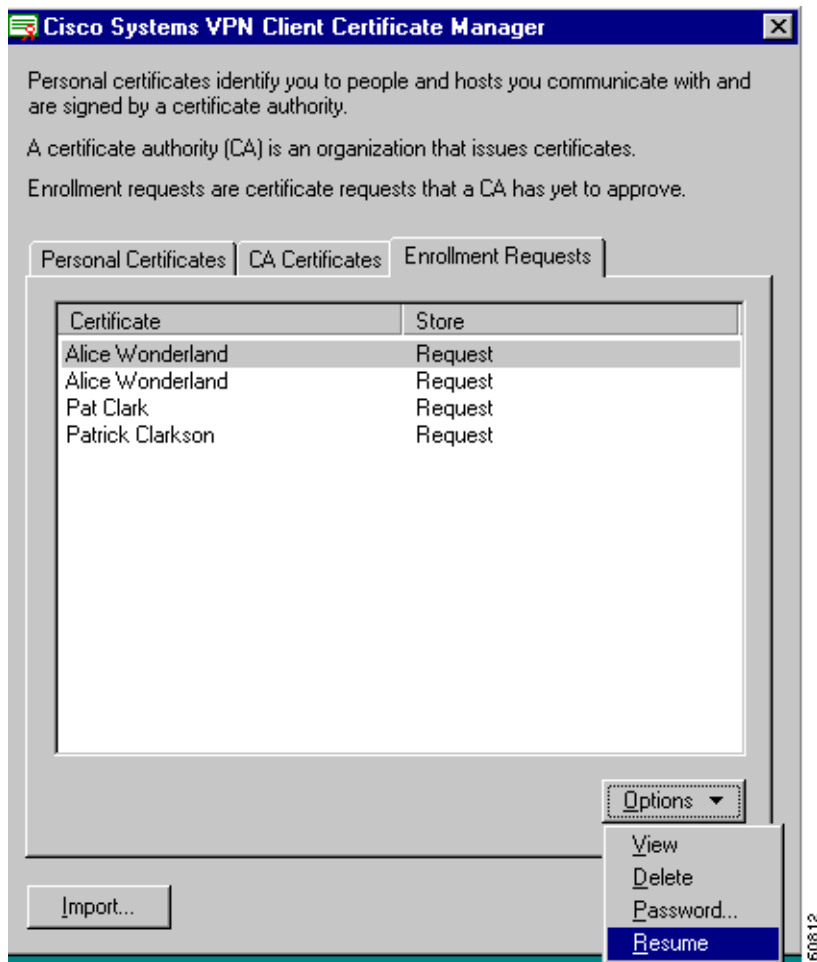 Cisco Systems VPN Client Certificate Manager
Personal certificates identify you to people and hosts you communicate with and
are signed by a certificate authority.
A certificate authority (CA) is an organization that issues certificates.
Enrollment requests are certificate requests that a CA has yet to approve.
Personal Certificates CA Certificates Enrollment Requests
Certificate Store
Alice Wonderland Request
Alice Wonderland Request
Pat Clark Request
Patrick Clarkson Request
Options
View
Delete
Import... Password...
Resume
60812